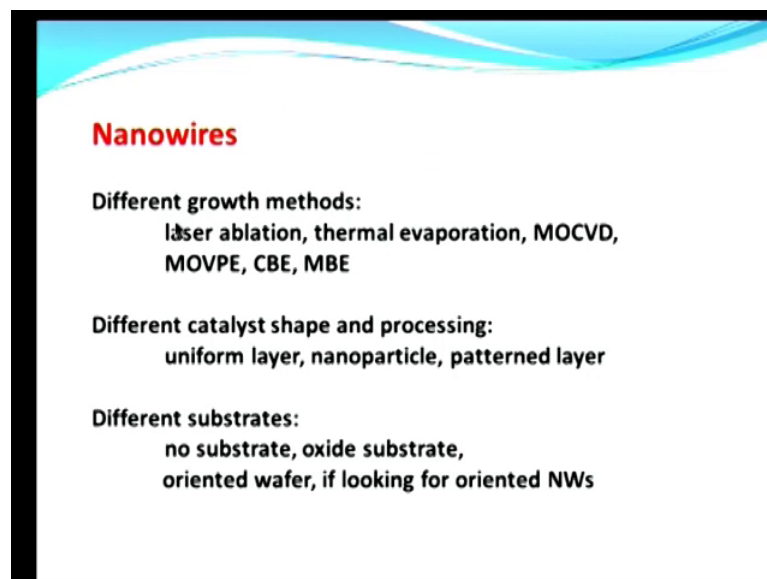 Nanowires
Different growth methods:
laser ablation, thermal evaporation, MOCVD,
MOVPE, CBE, MBE
Different catalyst shape and processing:
uniform layer, nanoparticle, patterned layer
Different substrates:
no substrate, oxide substrate,
oriented wafer, if looking for oriented NWs